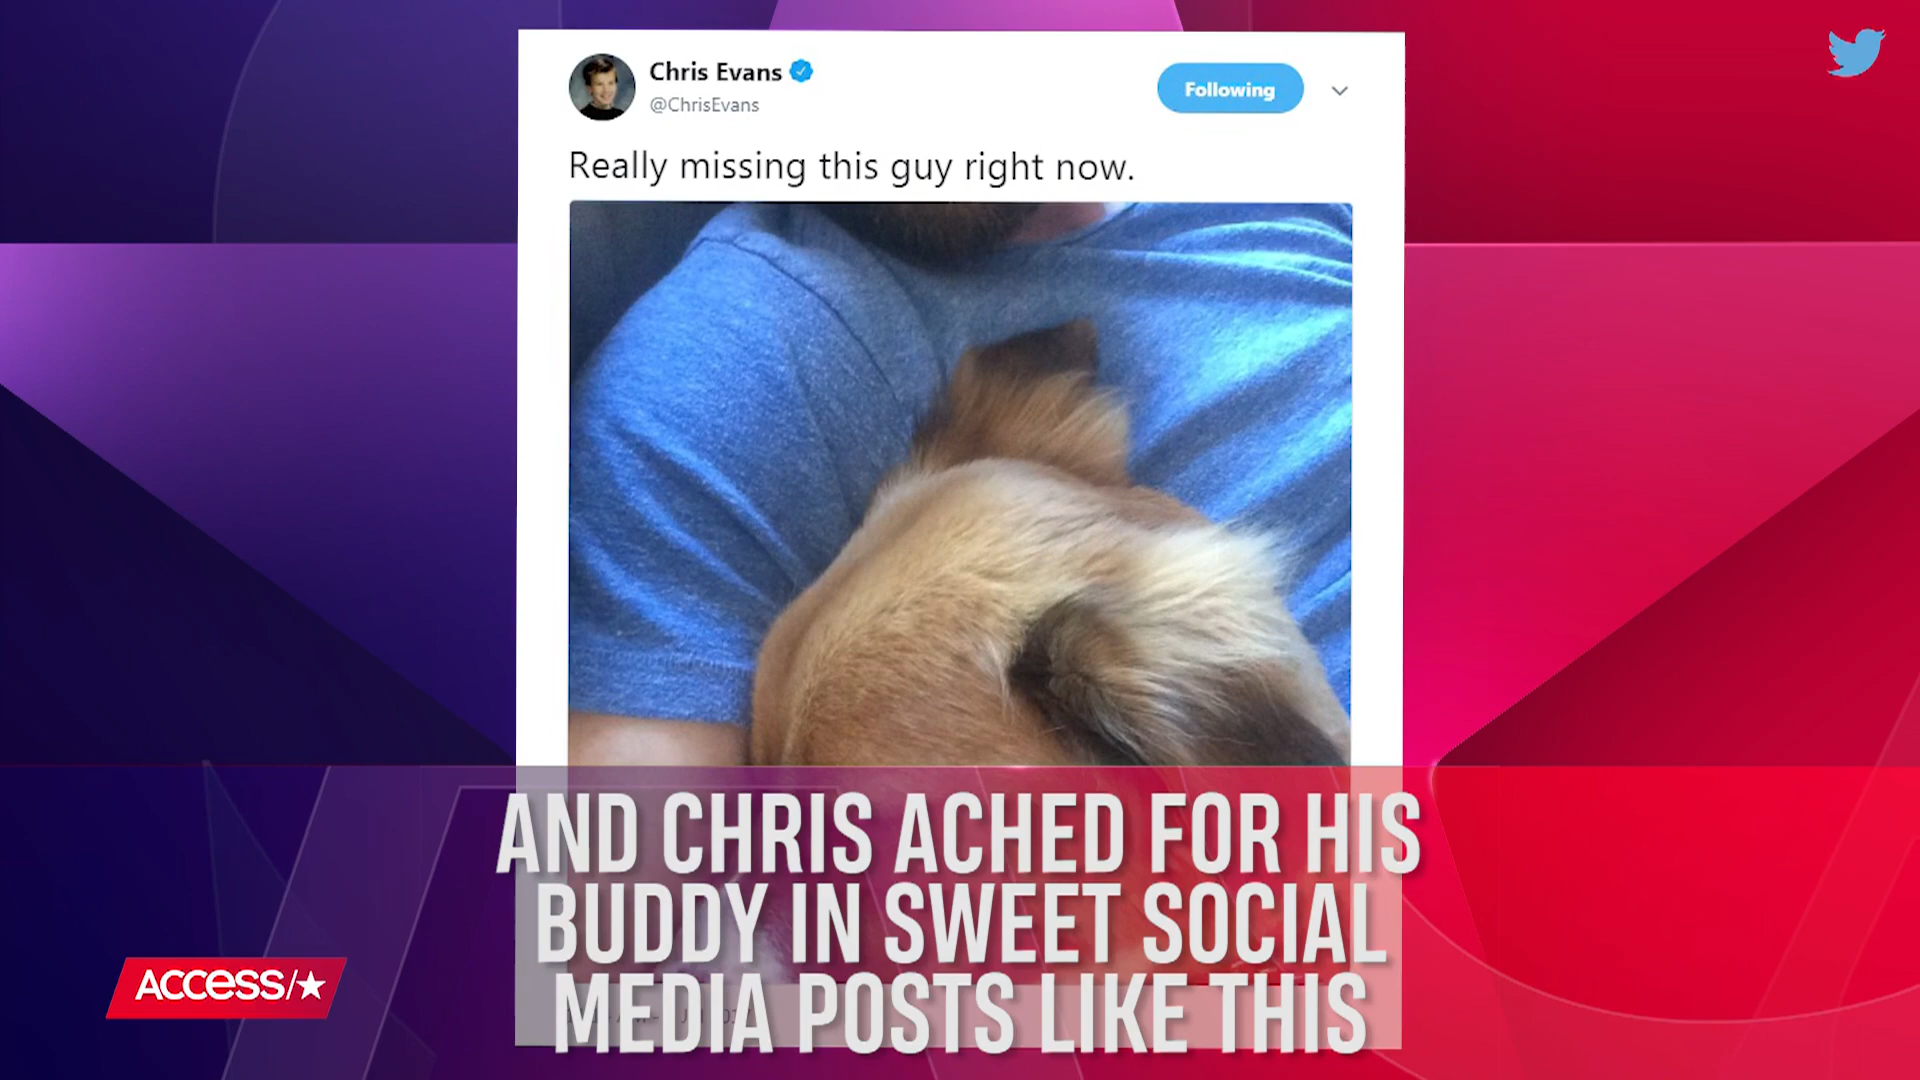 Chris Evans
@ChrisEvans
Following
Really missing this guy right now.
AND CHRIS ACHED FOR HIS
BUDDY IN SWEET SOCIAL
MEDIA POSTS LIKE THIS
ACCESS/